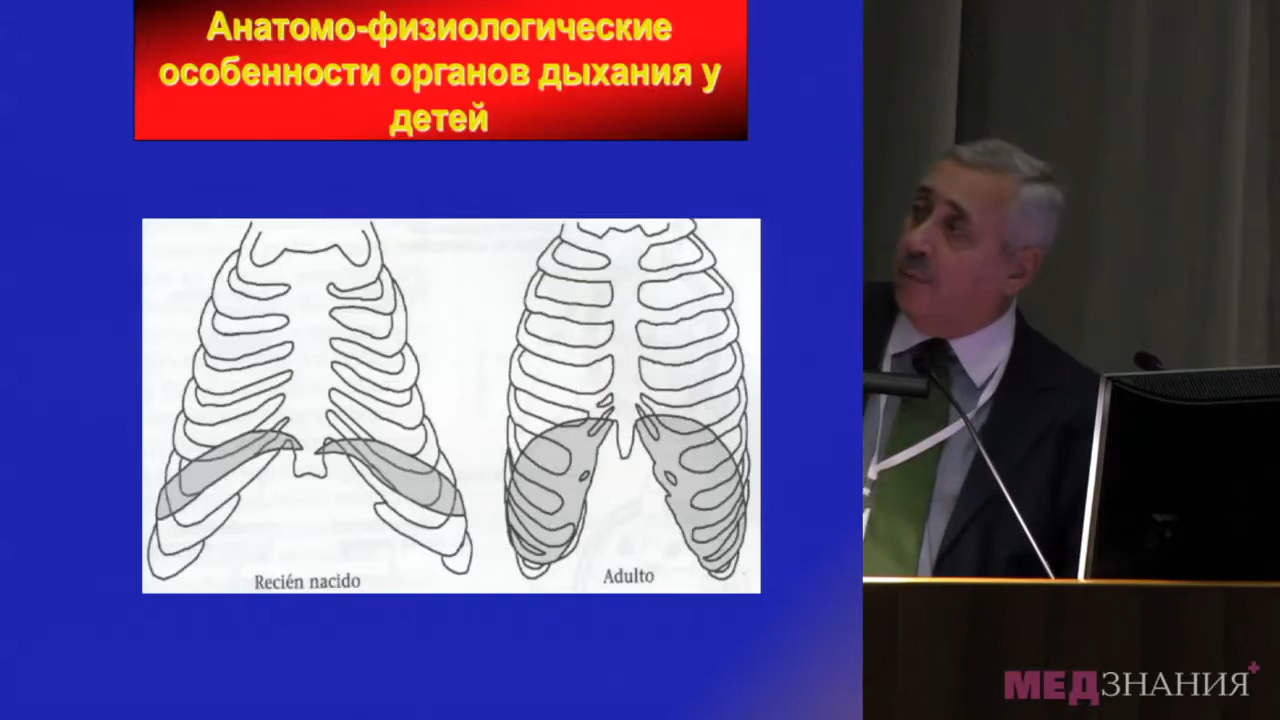 Анатомо-физиологические
особенности органов дыхания у
детей
Recién nacido
Adulto
МЕДЗНАНИЯ+